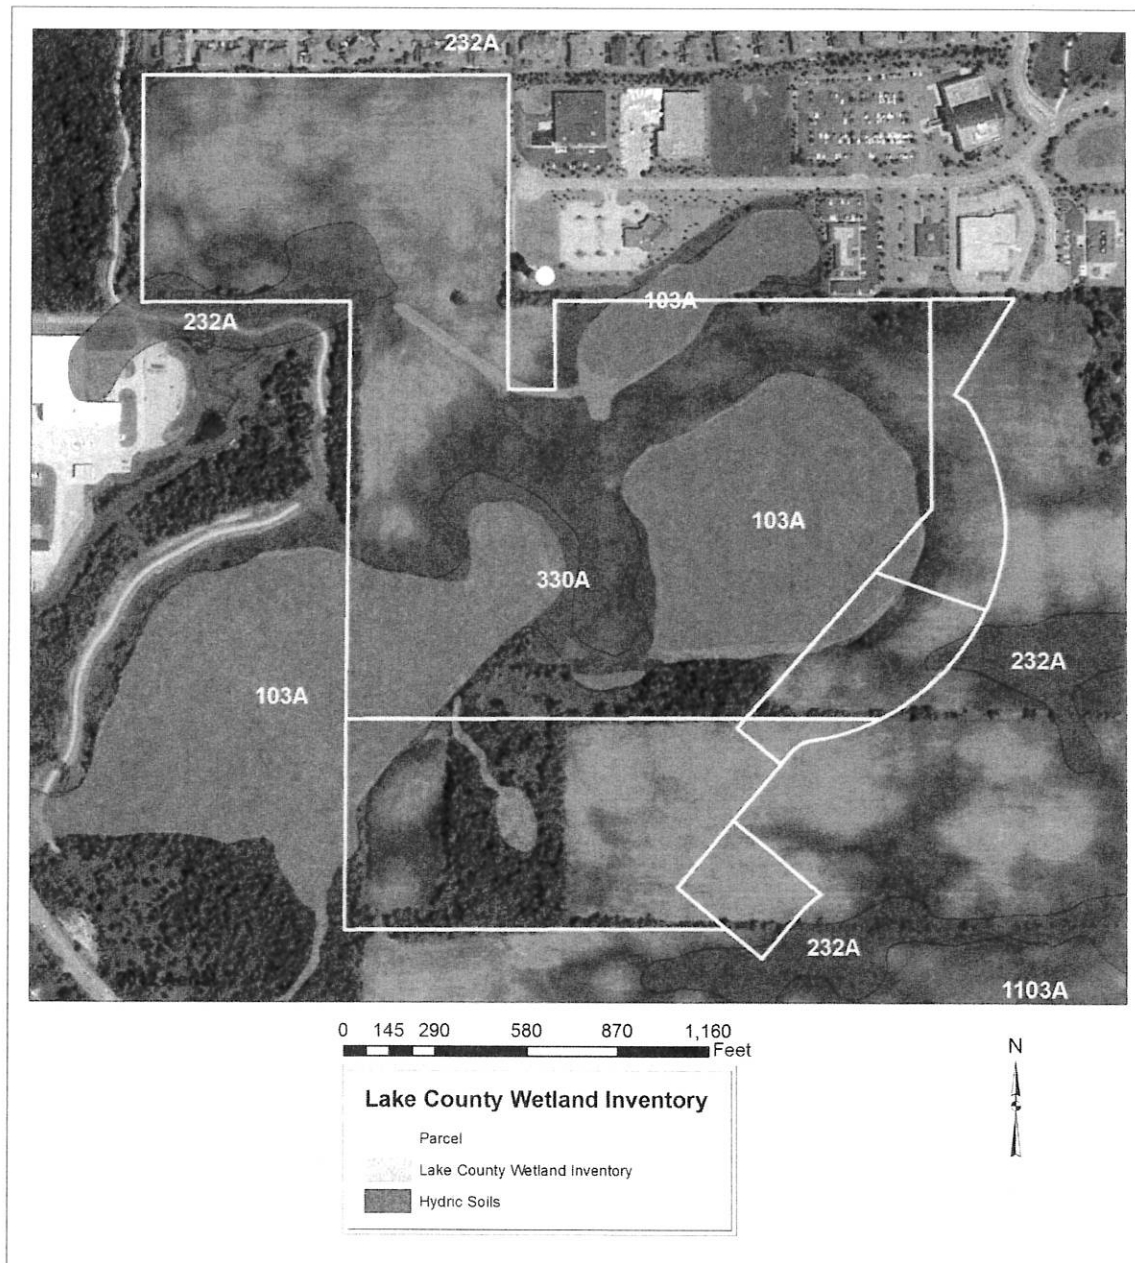 232A
103A
232A
103A
330A
232A
103A
232A
1103A
0 145 290 580 870 1,160
Feet
N
Lake County Wetland Inventory
Parcel
Lake County Wetland Inventory
Hydric Soils